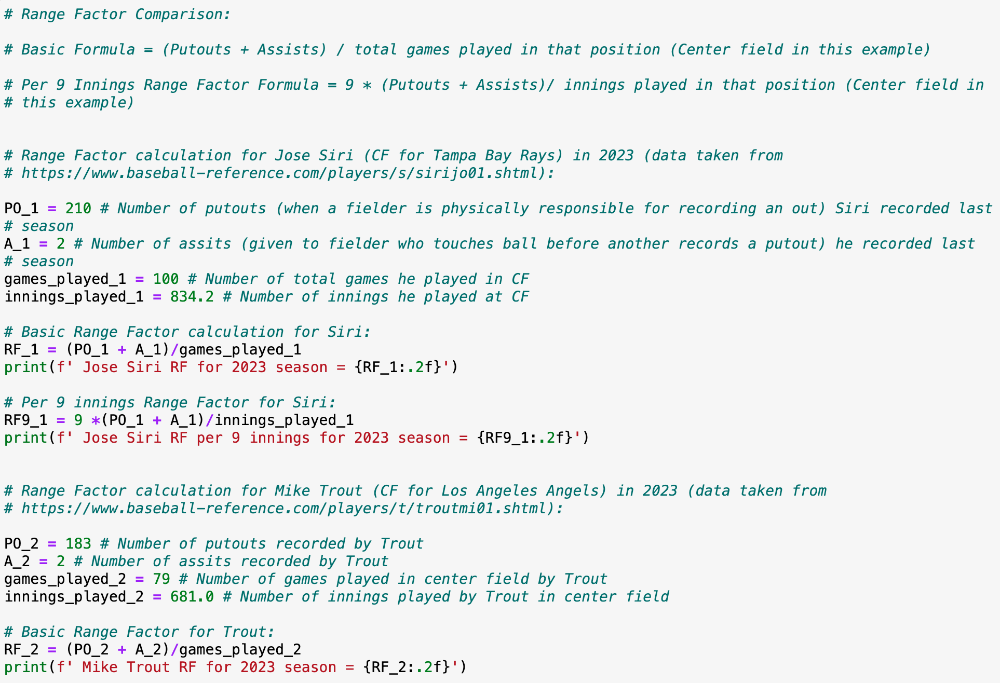 # Range Factor Comparison:
# Basic Formula = (Putouts + Assists) / total games played in that position (Center field in this example)
# Per 9 Innings Range Factor Formula = 9 * (Putouts + Assists)/ innings played in that position (Center field in
# this example)
# Range Factor calculation for Jose Siri (CF for Tampa Bay Rays) in 2023 (data taken from
# https://www.baseball-reference.com/players/s/sirijo01.shtml):
PO_1 = 210 # Number of putouts (when a fielder is physically responsible for recording an out) Siri recorded last
# season
A_1 = 2 # Number of assits (given to fielder who touches ball before another records a putout) he recorded last
# season
games_played_1 = 100 # Number of total games he played in CF
innings_played_1 = 834.2 # Number of innings he played at CF
# Basic Range Factor calculation for Siri:
RF_1 = (PO_1 + A_1)/games_played_1
print(f' Jose Siri RF for 2023 season = {RF_1:.2f}')
# Per 9 innings Range Factor for Siri:
RF9_1 = 9 *(PO_1 + A_1)/innings_played_1
print(f' Jose Siri RF per 9 innings for 2023 season = {RF9_1:.2f}')
# Range Factor calculation for Mike Trout (CF for Los Angeles Angels) in 2023 (data taken from
# https://www.baseball-reference.com/players/t/troutmi01.shtml):
PO_2 = 183 # Number of putouts recorded by Trout
A_2 = 2 # Number of assits recorded by Trout
games_played_2 = 79 # Number of games played in center field by Trout
innings_played_2 = 681.0 # Number of innings played by Trout in center field
# Basic Range Factor for Trout:
RF_2 = (PO_2 + A_2)/games_played_2
print(f' Mike Trout RF for 2023 season = {RF_2:.2f}')